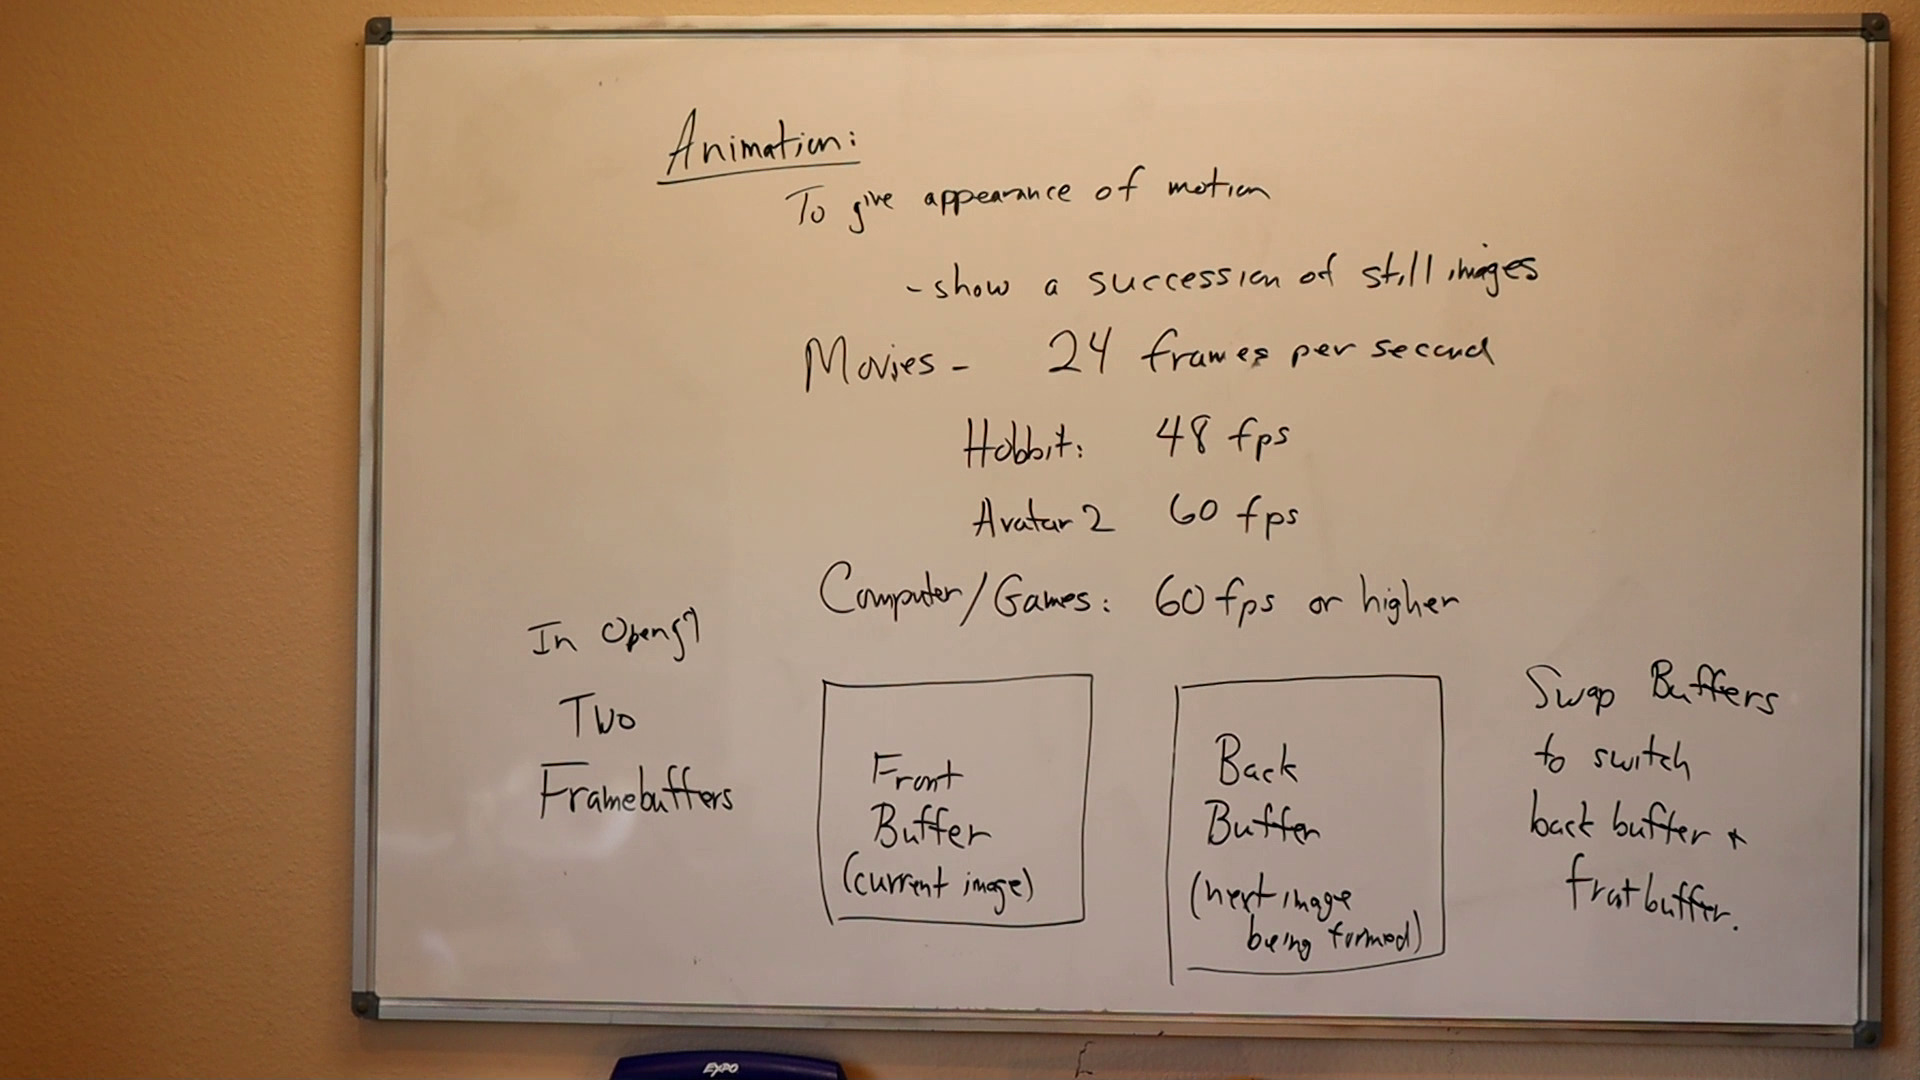 Animation:
To give appearance of motion
- show a succession of still images
Movies - 24 frames per second
Hobbit: 48 fps
Avatar 2 60 fps
Computer/Games: 60 fps or higher
In Opengl
Two
Framebuffers
Front
Buffer
(current image)
Back
Buffer
(next image
being formed)
Swap Buffers
to switch
back buffer +
front buffer.
EXPO